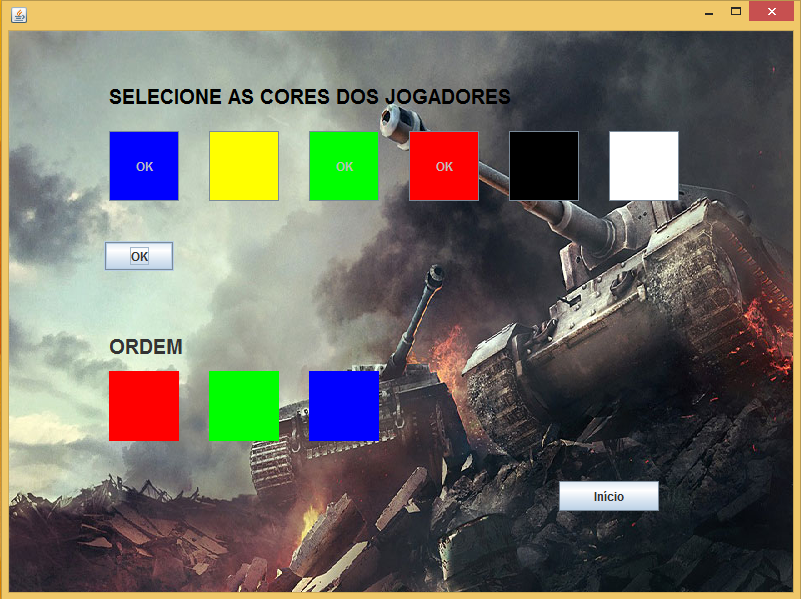 SELECIONE AS CORES DOS JOGADORES
OK OK OK
OK
ORDEM
Início